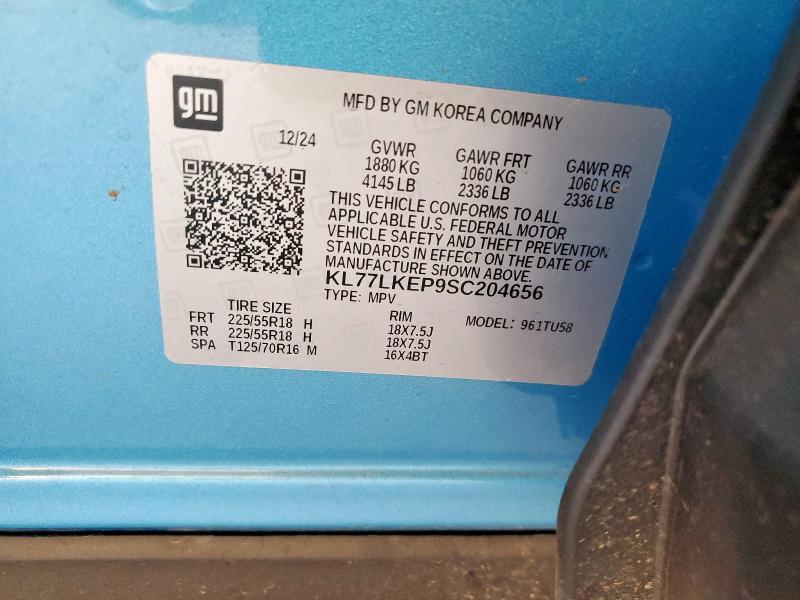 gm
MFD BY GM KOREA COMPANY
12/24
GVWR
1880 KG
4145 LB
GAWR FRT
1060 KG
2336 LB
GAWR RR
1060 KG
2336 LB
THIS VEHICLE CONFORMS TO ALL
APPLICABLE U.S. FEDERAL MOTOR
VEHICLE SAFETY AND THEFT PREVENTION
STANDARDS IN EFFECT ON THE DATE OF
MANUFACTURE SHOWN ABOVE.
KL77LKEP9SC204656
TYPE: MPV
TIRE SIZE
FRT 225/55R18 H
RR 225/55R18 H
SPA T125/70R16 M
RIM
18X7.5J
18X7.5J
16X4BT
MODEL: 961TU58